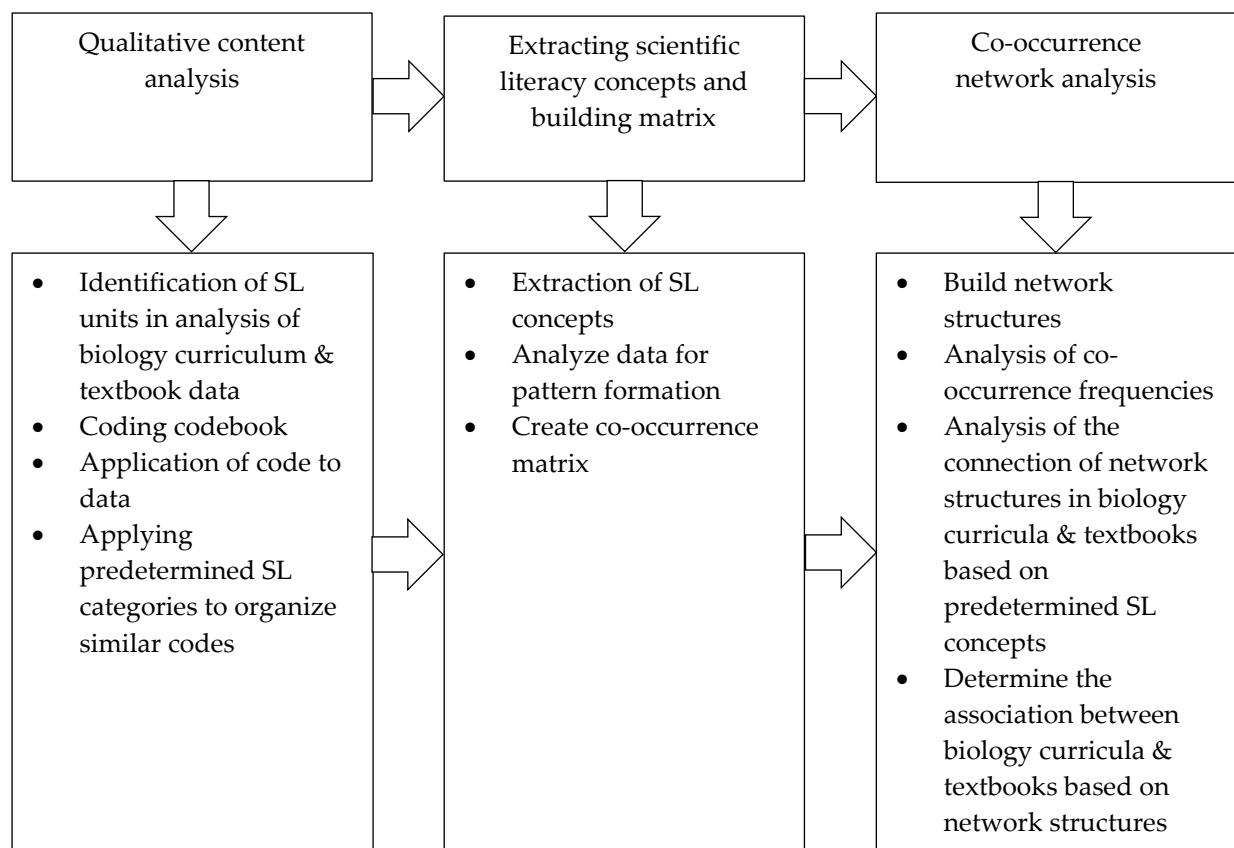 Qualitative content
analysis
Extracting scientific
literacy concepts and
building matrix
Co-occurrence
network analysis
• Identification of SL
units in analysis of
biology curriculum &
textbook data
• Coding codebook
• Application of code to
data
• Applying
predetermined SL
categories to organize
similar codes
• Extraction of SL
concepts
• Analyze data for
pattern formation
• Create co-occurrence
matrix
• Build network
structures
• Analysis of co-
occurrence frequencies
• Analysis of the
connection of network
structures in biology
curricula & textbooks
based on
predetermined SL
concepts
• Determine the
association between
biology curricula &
textbooks based on
network structures